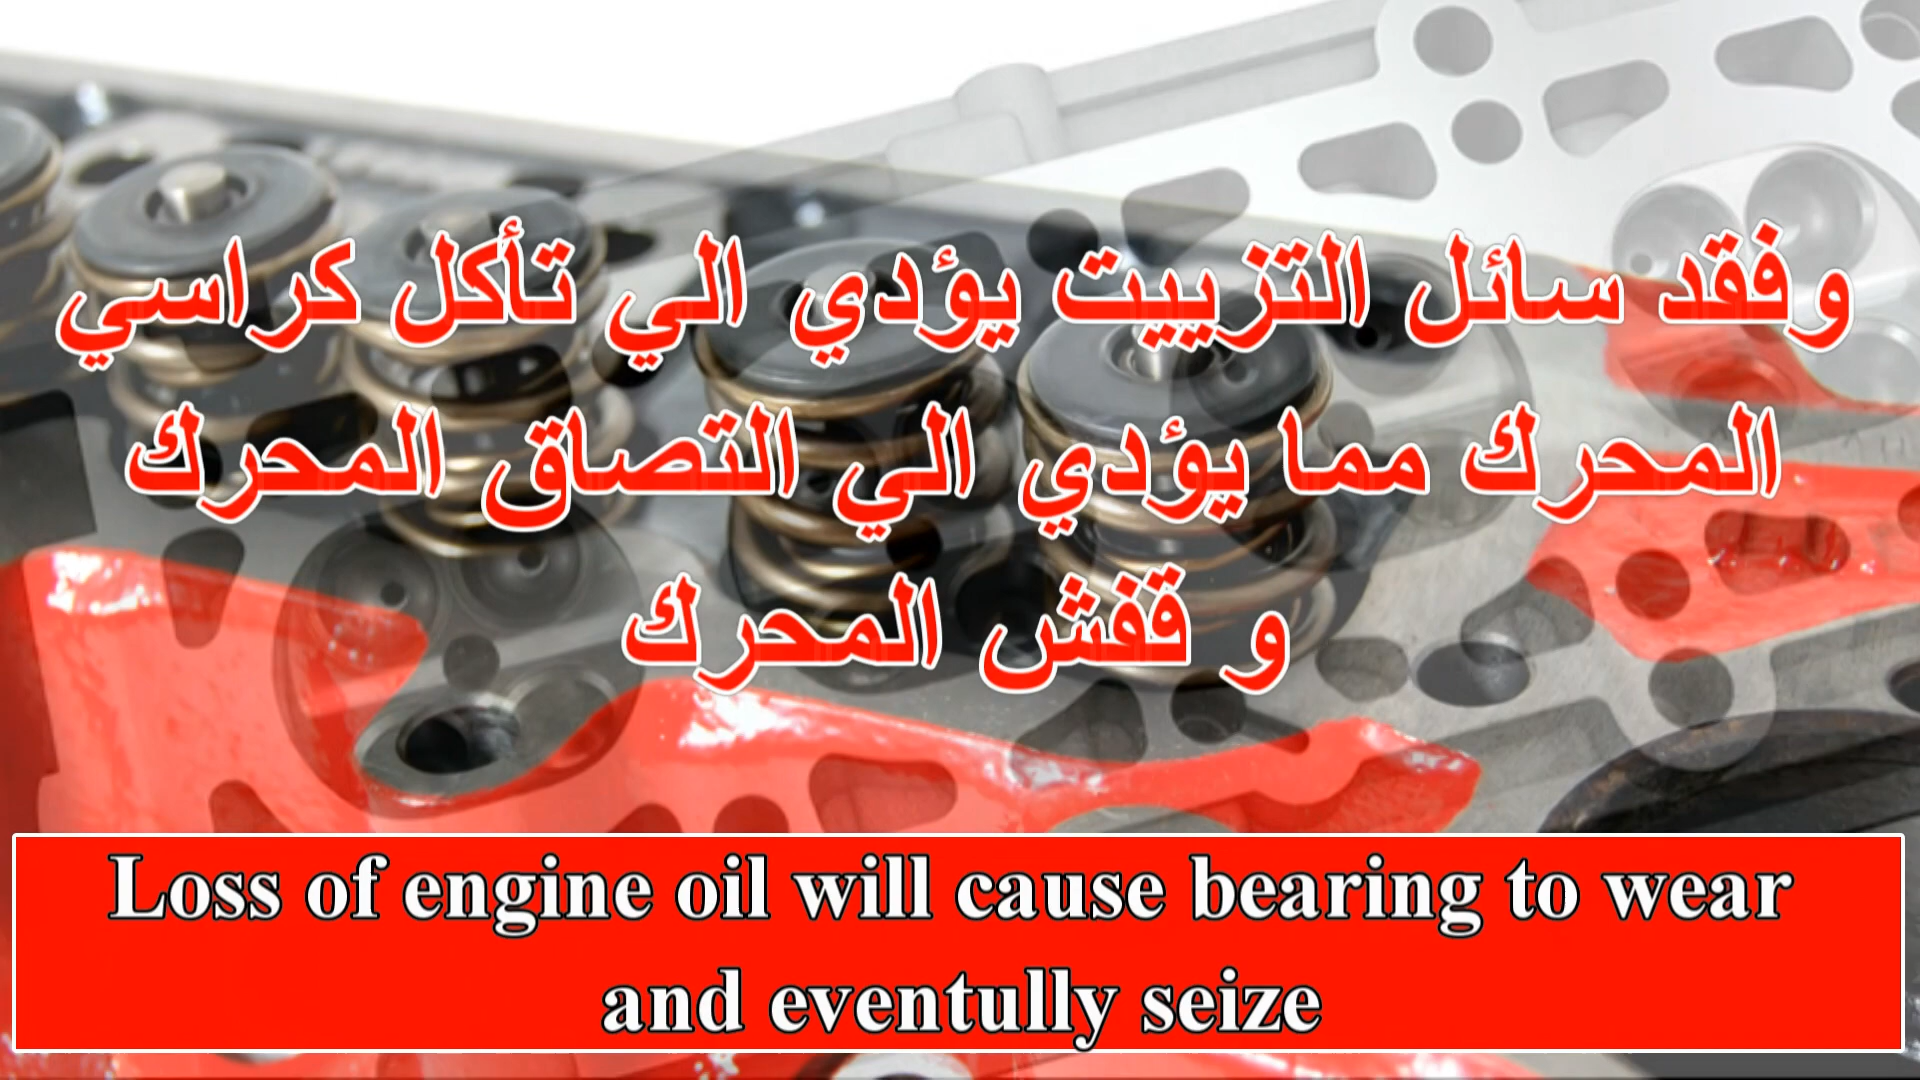 وفقد سائل التزييت يؤدي الي تأكل كراسي
المحرك مما يؤدي الي التصاق المحرك
و قفش المحرك
Loss of engine oil will cause bearing to wear
and eventully seize